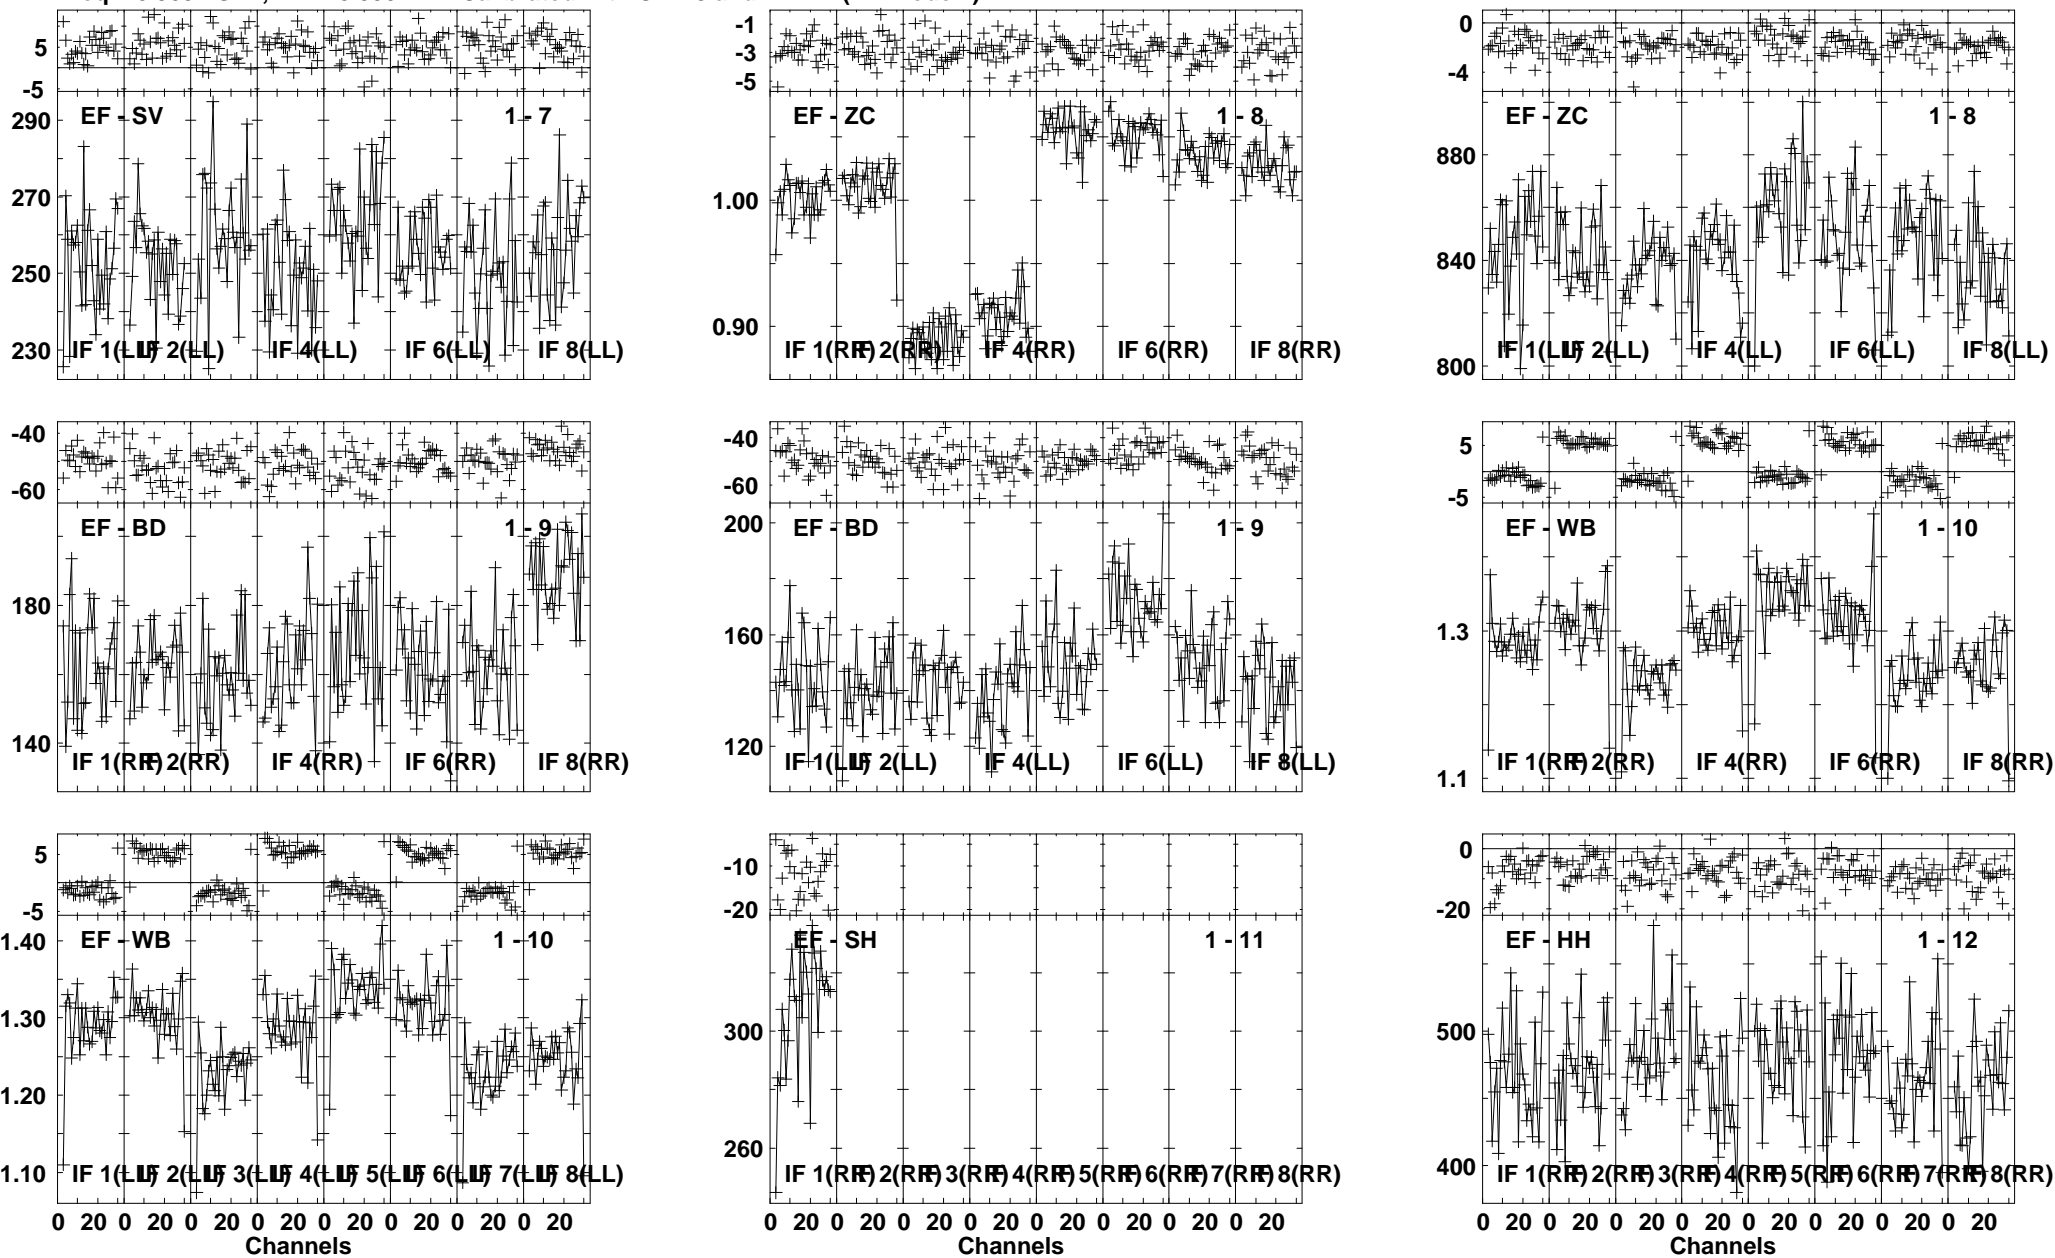 5
-5
290
270
250
230
EF - SV
1 - 7
IF 1(LL)
IF 2(LL)
IF 4(LL)
IF 6(LL)
IF 8(LL)
-1
-3
-5
1.00
0.90
EF - ZC
1 - 8
IF 1(RR)
IF 2(RR)
IF 4(RR)
IF 6(RR)
IF 8(RR)
0
-4
880
840
800
EF - ZC
1 - 8
IF 1(LL)
IF 2(LL)
IF 4(LL)
IF 6(LL)
IF 8(LL)
-40
-60
180
140
EF - BD
1 - 9
IF 1(RR)
IF 2(RR)
IF 4(RR)
IF 6(RR)
IF 8(RR)
-40
-60
200
160
120
EF - BD
1 - 9
IF 1(LL)
IF 2(LL)
IF 4(LL)
IF 6(LL)
IF 8(LL)
5
-5
1.3
1.1
EF - WB
1 - 10
IF 1(RR)
IF 2(RR)
IF 4(RR)
IF 6(RR)
IF 8(RR)
5
-5
1.40
1.30
1.20
1.10
EF - WB
1 - 10
IF 1(LL)
IF 2(LL)
IF 3(LL)
IF 4(LL)
IF 5(LL)
IF 6(LL)
IF 7(LL)
IF 8(LL)
0 20 0 20 0 20 0 20 0 20 0 20 0 20 0 20
Channels
-10
-20
300
260
EF - SH
1 - 11
IF 1(RR)
IF 2(RR)
IF 3(RR)
IF 4(RR)
IF 5(RR)
IF 6(RR)
IF 7(RR)
IF 8(RR)
0 20 0 20 0 20 0 20 0 20 0 20 0 20 0 20
Channels
0
-20
500
400
EF - HH
1 - 12
IF 1(RR)
IF 2(RR)
IF 3(RR)
IF 4(RR)
IF 5(RR)
IF 6(RR)
IF 7(RR)
IF 8(RR)
0 20 0 20 0 20 0 20 0 20 0 20 0 20 0 20
Channels